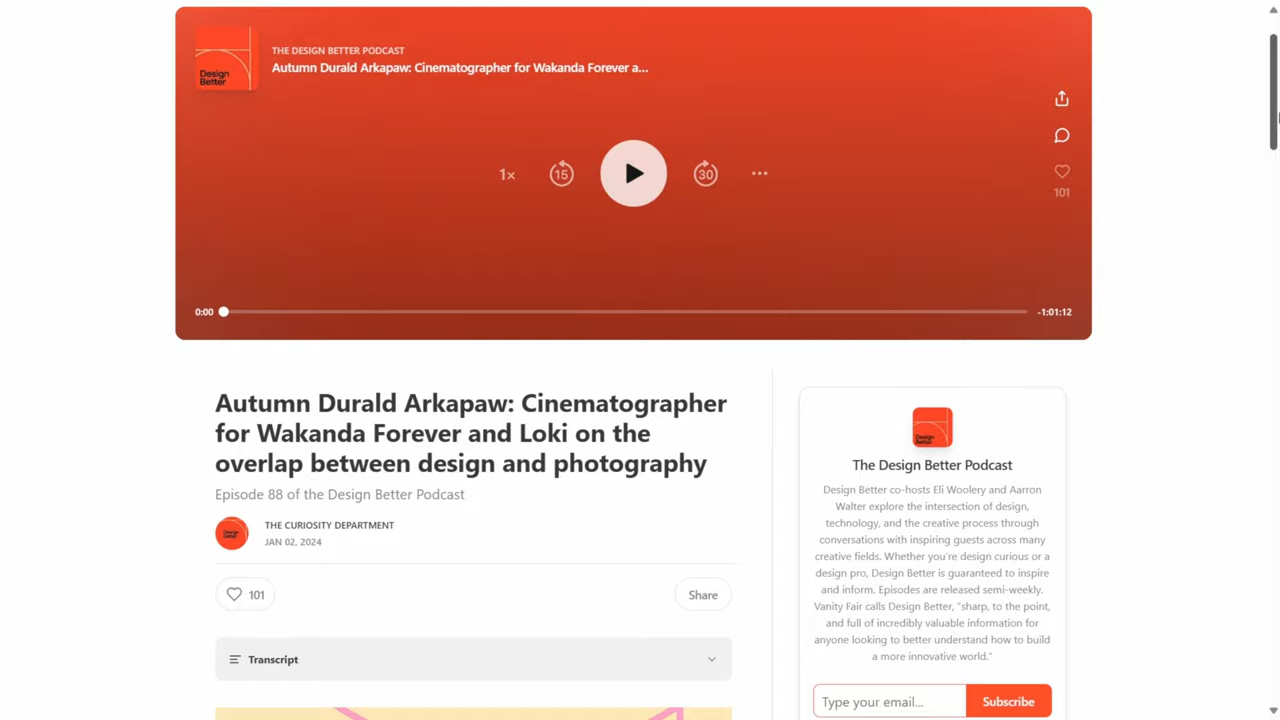 THE DESIGN BETTER PODCAST
Autumn Durald Arkapaw: Cinematographer for Wakanda Forever a...
Design
Better
1×
15
30
101
0:00
-1:01:12
Autumn Durald Arkapaw: Cinematographer
for Wakanda Forever and Loki on the
overlap between design and photography
Episode 88 of the Design Better Podcast
THE CURIOSITY DEPARTMENT
JAN 02, 2024
101
Share
Transcript
The Design Better Podcast
Design Better co-hosts Eli Woolery and Aarron
Walter explore the intersection of design,
technology, and the creative process through
conversations with inspiring guests across many
creative fields. Whether you're design curious or a
design pro, Design Better is guaranteed to inspire
and inform. Episodes are released semi-weekly.
Vanity Fair calls Design Better, "sharp, to the point,
and full of incredibly valuable information for
anyone looking to better understand how to build
a more innovative world."
Type your email...
Subscribe